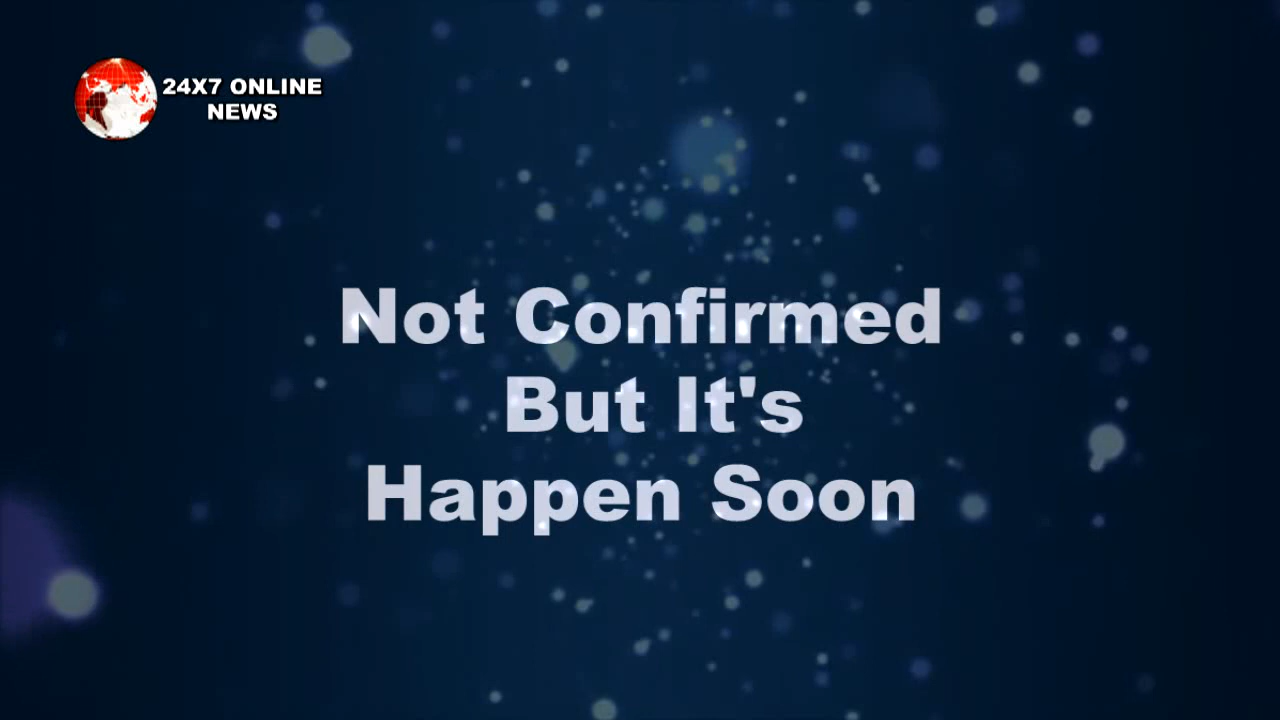 24X7 ONLINE
NEWS
Not Confirmed
But It's
Happen Soon